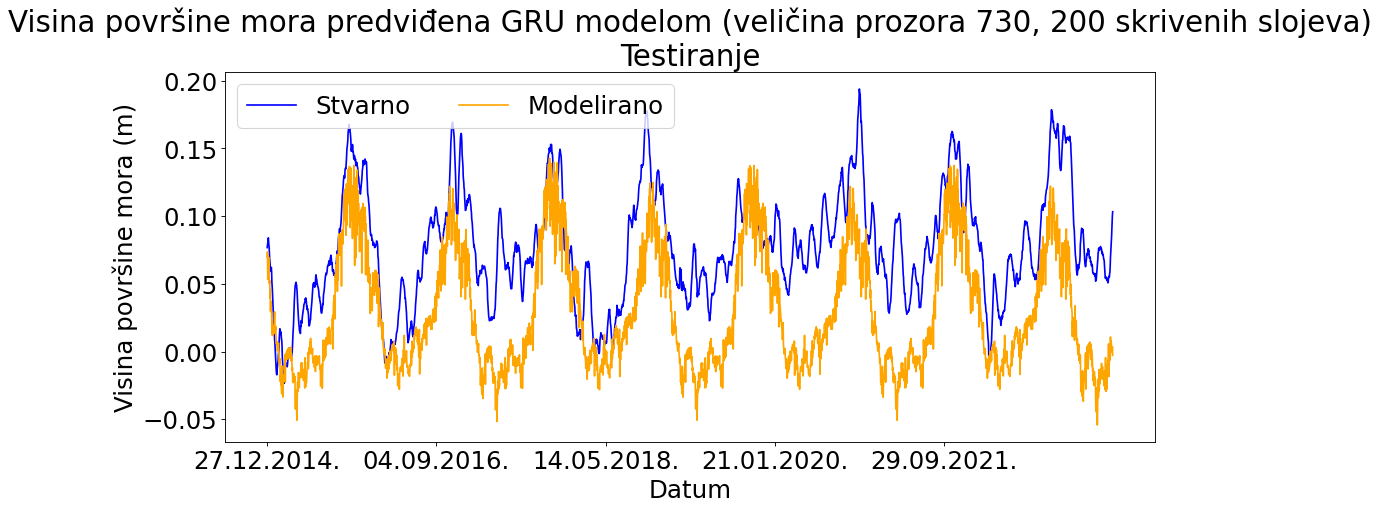 Visina površine mora predviđena GRU modelom (veličina prozora 730, 200 skrivenih slojeva)
Testiranje
Stvarno
Modelirano
Visina površine mora (m)
0.20
0.15
0.10
0.05
0.00
−0.05
27.12.2014.
04.09.2016.
14.05.2018.
21.01.2020.
29.09.2021.
Datum